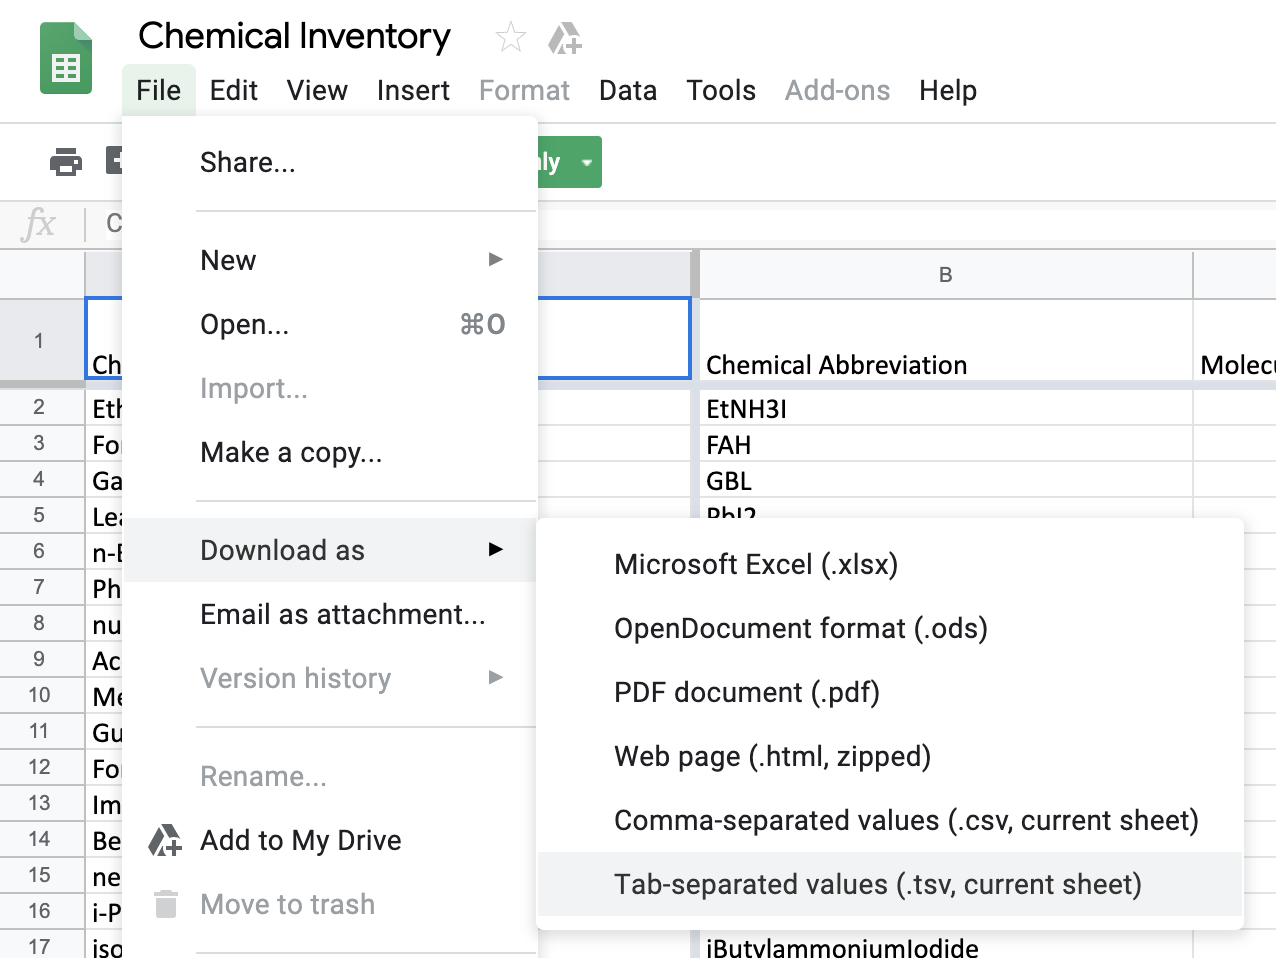 Chemical Inventory
File Edit View Insert Format Data Tools Add-ons Help
Share...
New
Open... ⌘O
Import...
Make a copy...
Download as
Email as attachment...
Version history
Rename...
Add to My Drive
Move to trash
Microsoft Excel (.xlsx)
OpenDocument format (.ods)
PDF document (.pdf)
Web page (.html, zipped)
Comma-separated values (.csv, current sheet)
Tab-separated values (.tsv, current sheet)
fx C
B
1 Ch Chemical Abbreviation Molecu
2 Eth EtNH3I
3 For FAH
4 Ga GBL
5 Lea PbI2
6 n-B
7 Ph
8 nu
9 Ac
10 Me
11 Gu
12 For
13 Im
14 Be
15 ne
16 i-P
17 iso iButylammoniumIodide